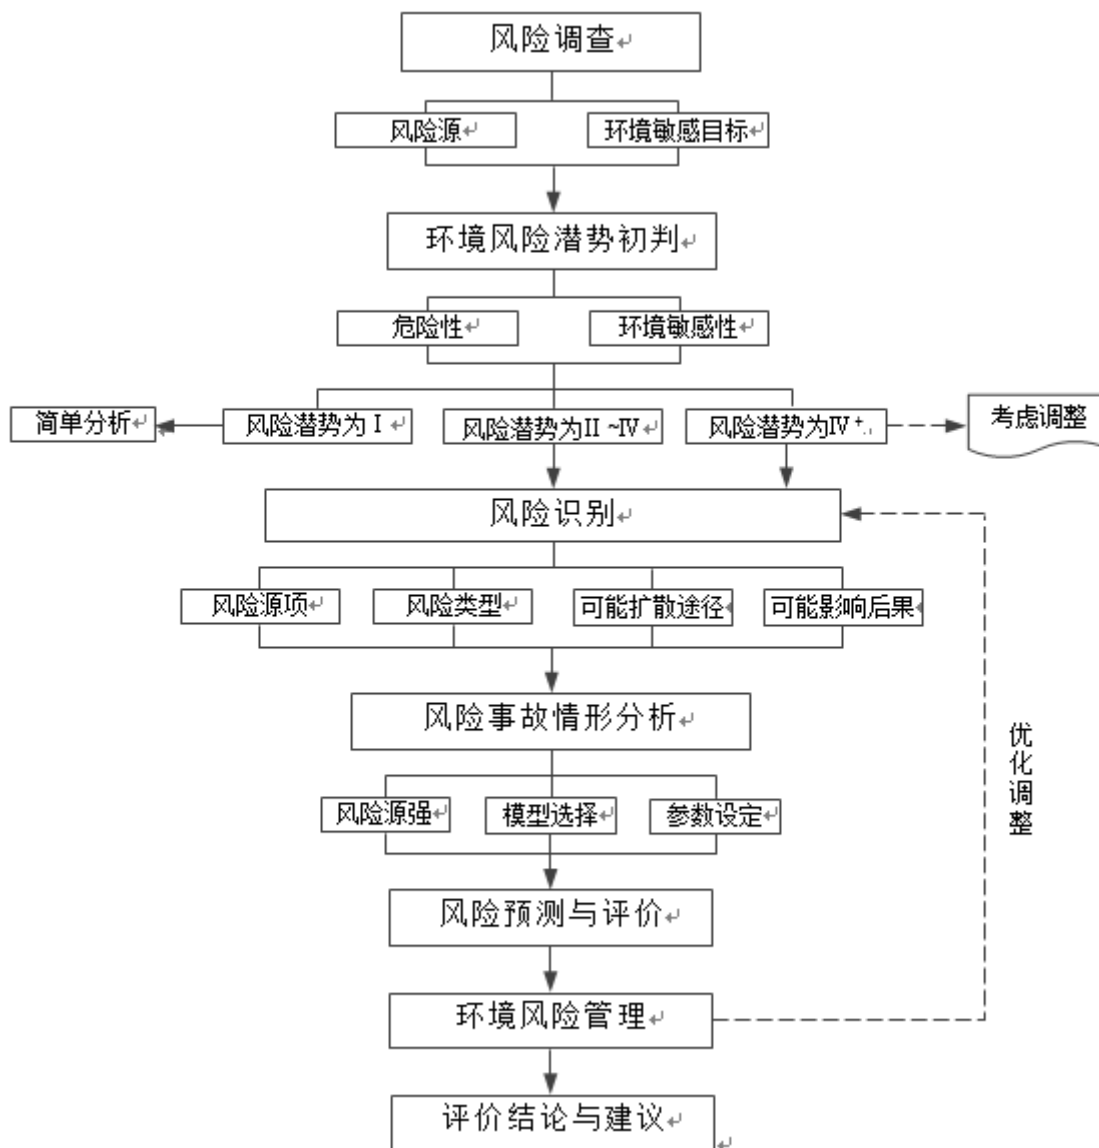 风险调查
风险源
环境敏感目标
环境风险潜势初判
危险性
环境敏感性
简单分析
风险潜势为Ⅰ
风险潜势为II ~Ⅳ
风险潜势为Ⅳ⁺
考虑调整
风险识别
风险源项
风险类型
可能扩散途径
可能影响后果
风险事故情形分析
风险源强
模型选择
参数设定
优化调整
风险预测与评价
环境风险管理
评价结论与建议